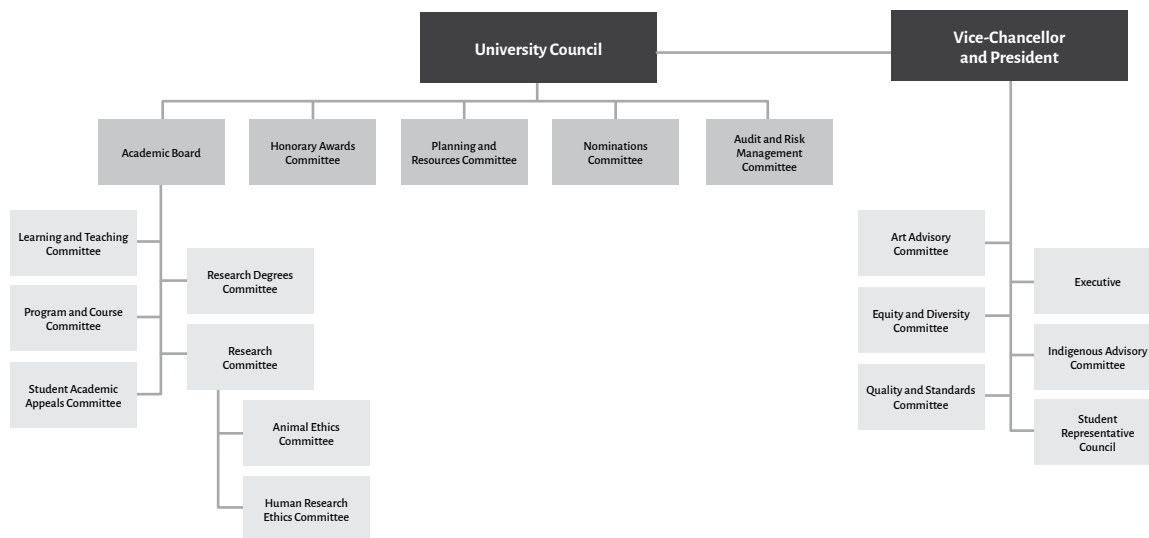 University Council
Vice-Chancellor
and President
Academic Board
Honorary Awards
Committee
Planning and
Resources Committee
Nominations
Committee
Audit and Risk
Management
Committee
Learning and Teaching
Committee
Program and Course
Committee
Student Academic
Appeals Committee
Research Degrees
Committee
Research
Committee
Animal Ethics
Committee
Human Research
Ethics Committee
Art Advisory
Committee
Equity and Diversity
Committee
Quality and Standards
Committee
Executive
Indigenous Advisory
Committee
Student
Representative
Council